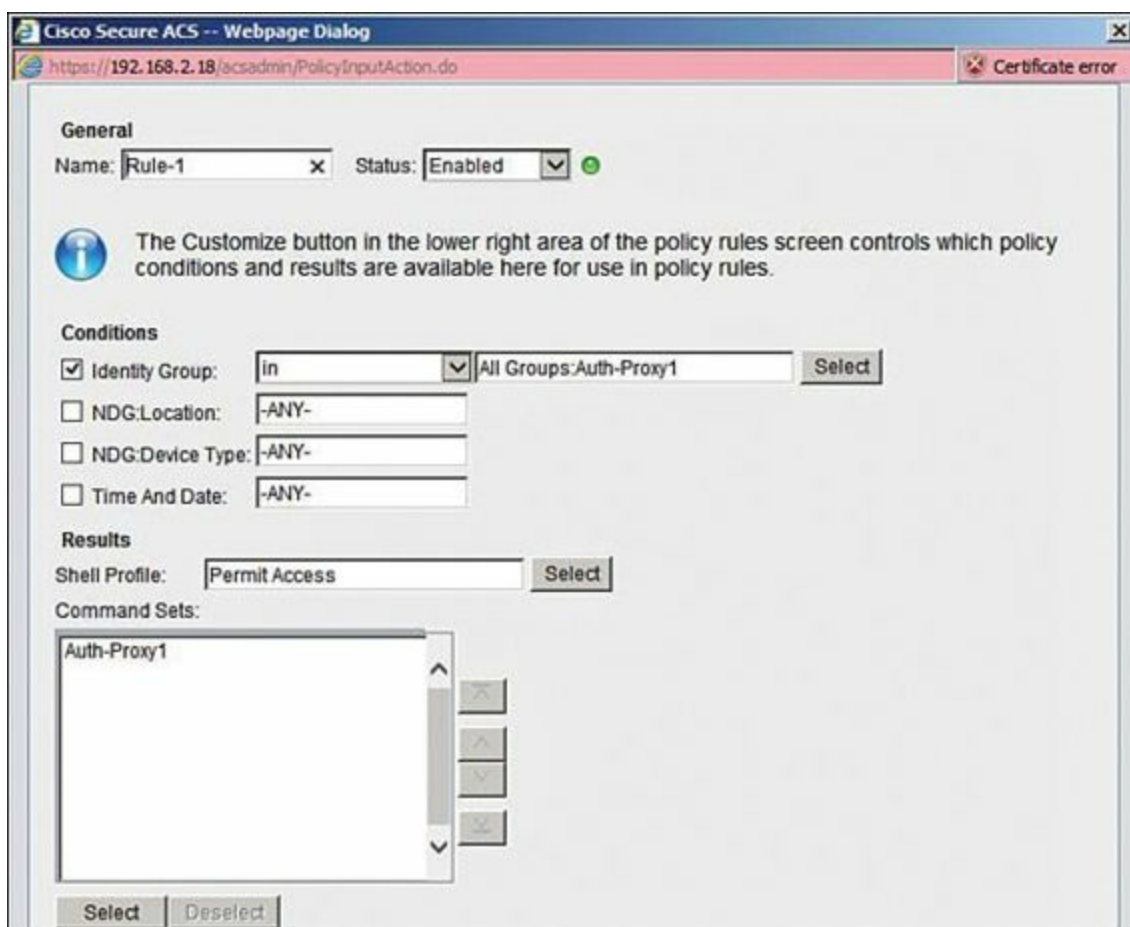 Cisco Secure ACS -- Webpage Dialog
https://192.168.2.18/acsadmin/PolicyInputAction.do
Certificate error
General
Name: Rule-1 Status: Enabled
The Customize button in the lower right area of the policy rules screen controls which policy
conditions and results are available here for use in policy rules.
Conditions
Identity Group: in All Groups:Auth-Proxy1 Select
NDG:Location: -ANY-
NDG:Device Type: -ANY-
Time And Date: -ANY-
Results
Shell Profile: Permit Access Select
Command Sets:
Auth-Proxy1
Select Deselect